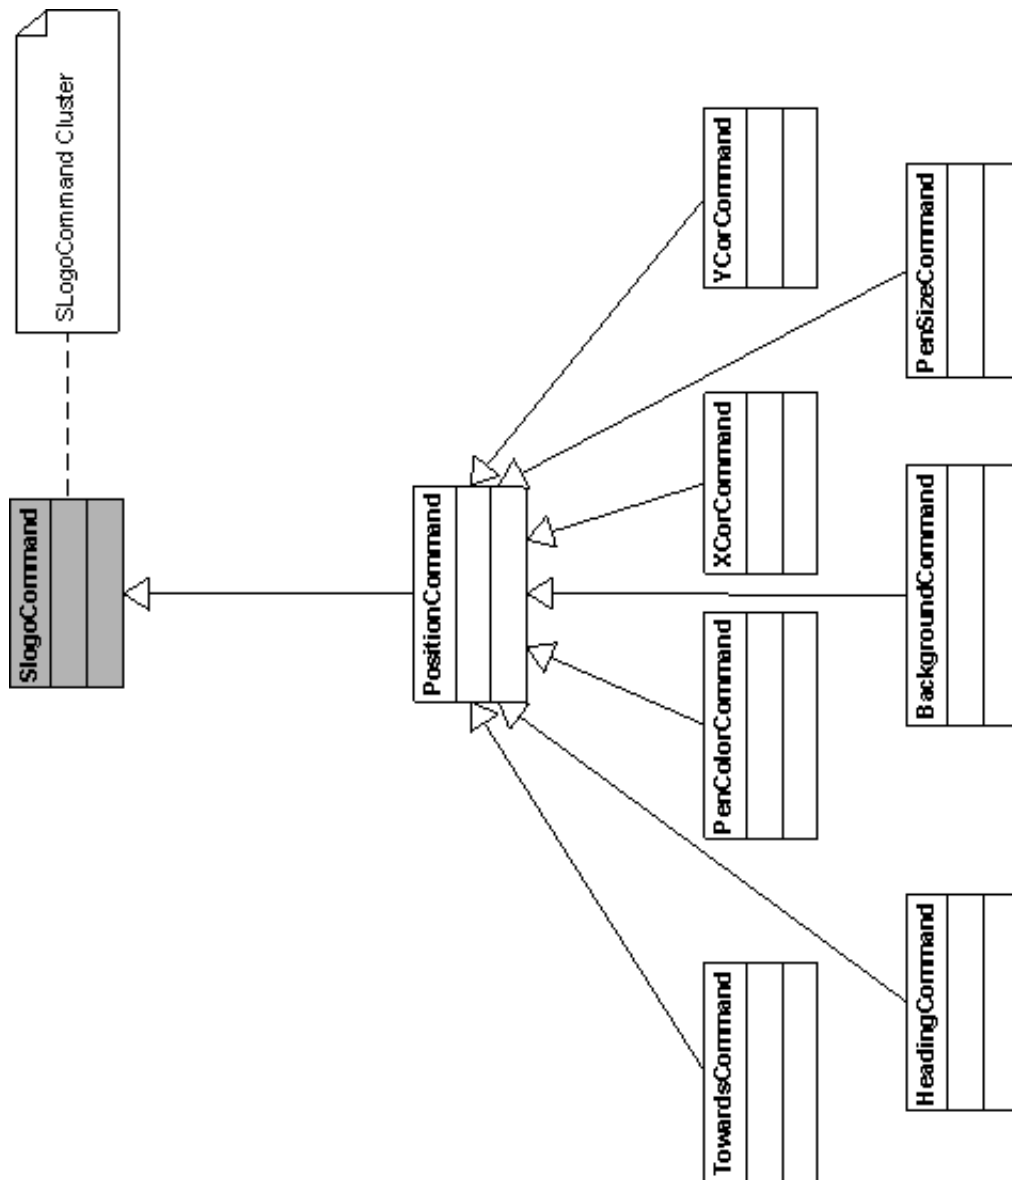 SLogoCommand Cluster
SlogoCommand
PositionCommand
TowardsCommand
PenColorCommand
XCorCommand
YCorCommand
HeadingCommand
BackgroundCommand
PenSizeCommand